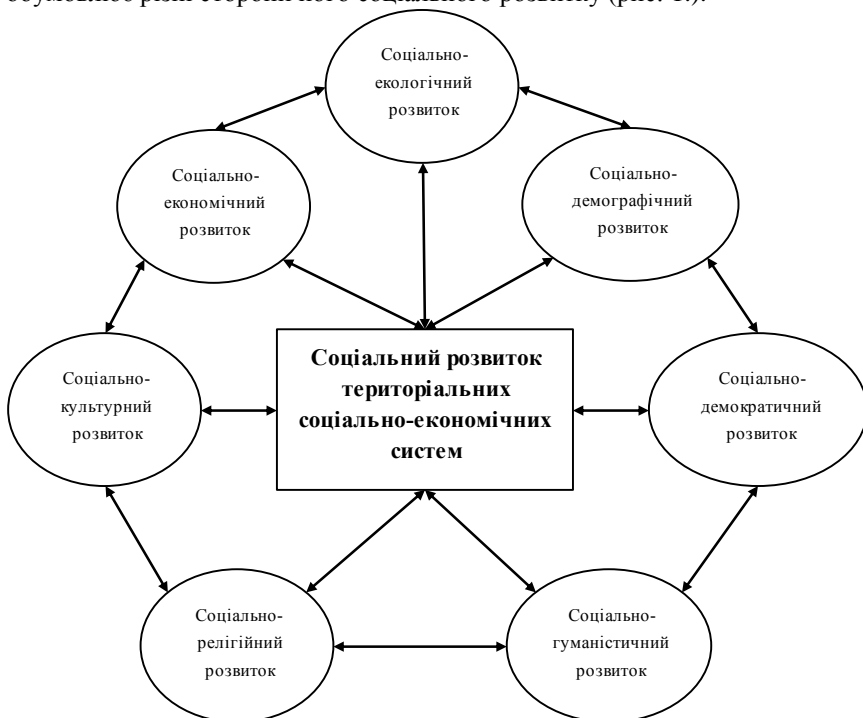 обумовлює різні сторони його соціального розвитку (рис. 1.).
Соціально-
екологічний
розвиток
Соціально-
економічний
розвиток
Соціально-
демографічний
розвиток
Соціальний розвиток
територіальних
соціально-економічних
систем
Соціально-
культурний
розвиток
Соціально-
демократичний
розвиток
Соціально-
релігійний
розвиток
Соціально-
гуманістичний
розвиток